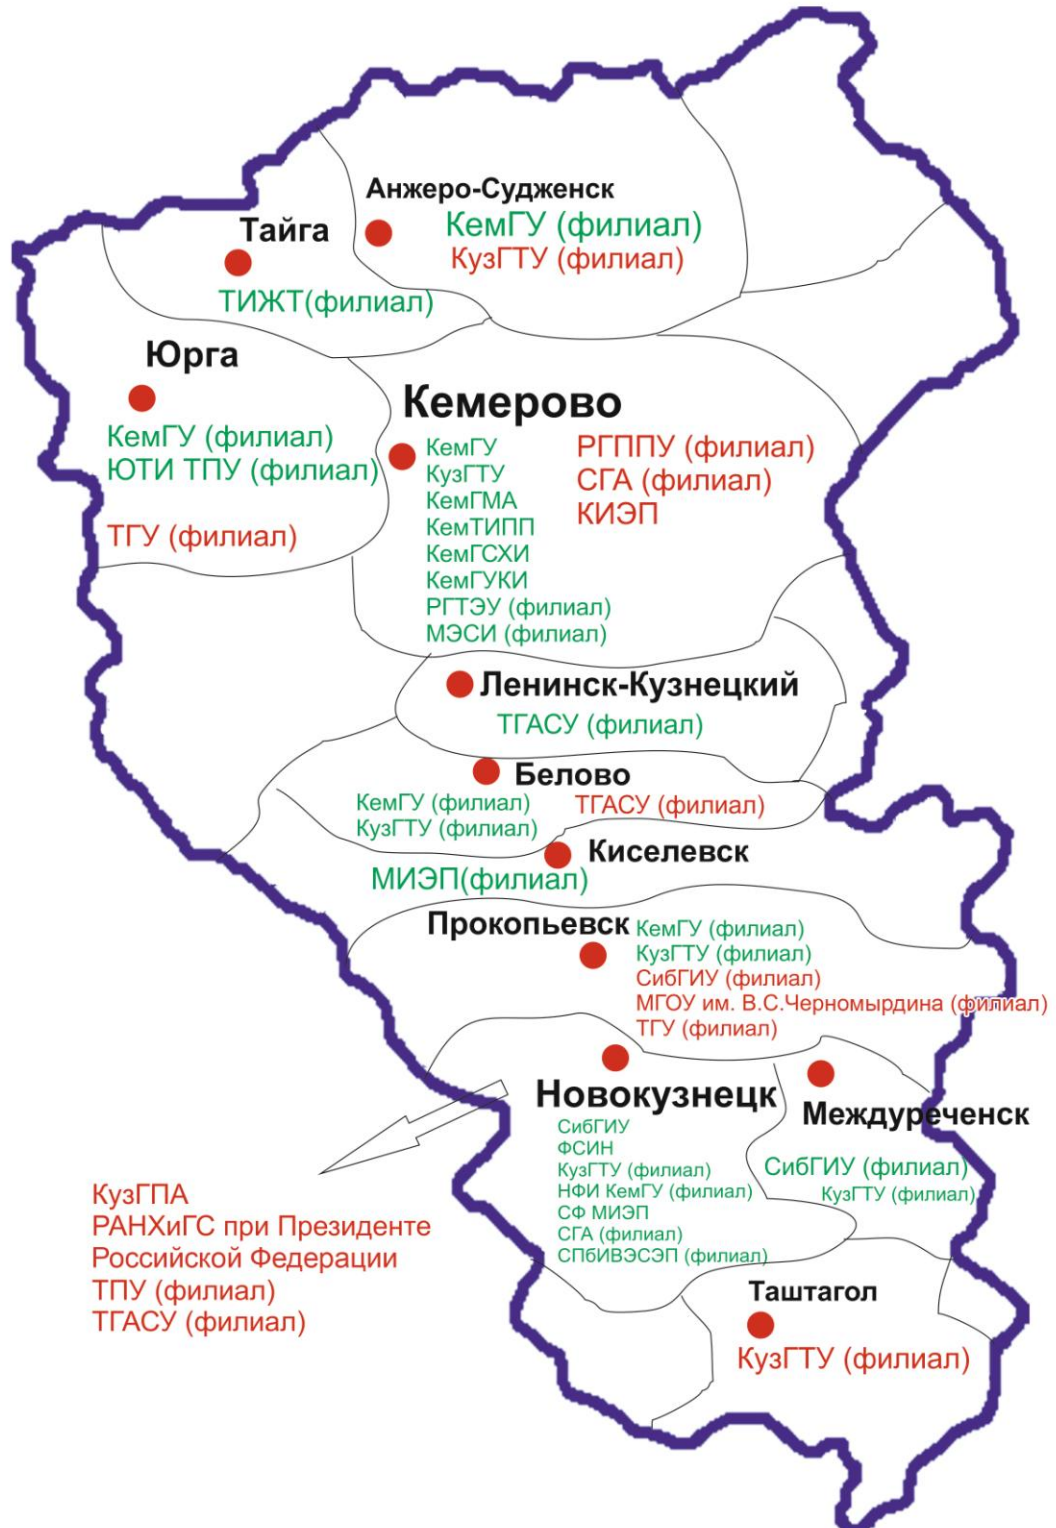 Анжеро-Судженск
КемГУ (филиал)
КузГТУ (филиал)
Тайга
ТИЖТ(филиал)
Юрга
КемГУ (филиал)
ЮТИ ТПУ (филиал)
ТГУ (филиал)
Кемерово
КемГУ
КузГТУ
КемГМА
КемТИПП
КемГСХИ
КемГУКИ
РГТЭУ (филиал)
МЭСИ (филиал)
РГППУ (филиал)
СГА (филиал)
КИЭП
Ленинск-Кузнецкий
ТГАСУ (филиал)
Белово
КемГУ (филиал)
КузГТУ (филиал)
ТГАСУ (филиал)
Киселевск
МИЭП(филиал)
Прокопьевск
КемГУ (филиал)
КузГТУ (филиал)
СибГИУ (филиал)
МГОУ им. В.С.Черномырдина (филиал)
ТГУ (филиал)
Новокузнецк
СибГИУ
ФСИН
КузГТУ (филиал)
НФИ КемГУ (филиал)
СФ МИЭП
СГА (филиал)
СПбИВЭСЭП (филиал)
Междуреченск
СибГИУ (филиал)
КузГТУ (филиал)
КузГПА
РАНХиГС при Президенте
Российской Федерации
ТПУ (филиал)
ТГАСУ (филиал)
Таштагол
КузГТУ (филиал)